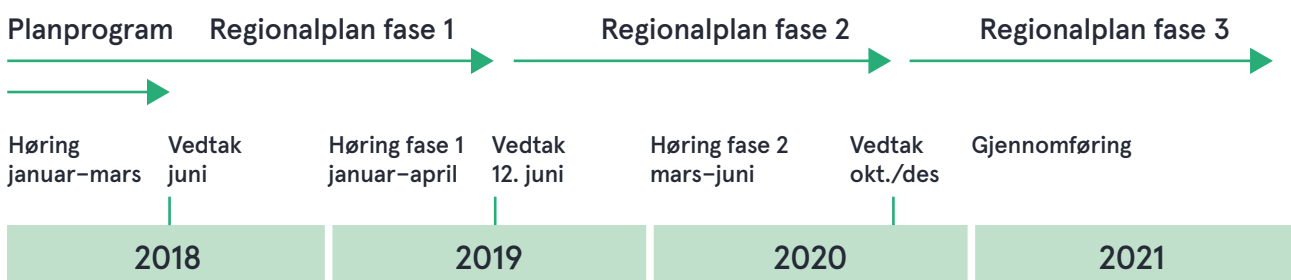 Planprogram
Regionalplan fase 1
Regionalplan fase 2
Regionalplan fase 3
Høring
januar–mars
Vedtak
juni
Høring fase 1
januar–april
Vedtak
12. juni
Høring fase 2
mars–juni
Vedtak
okt./des
Gjennomføring
2018
2019
2020
2021